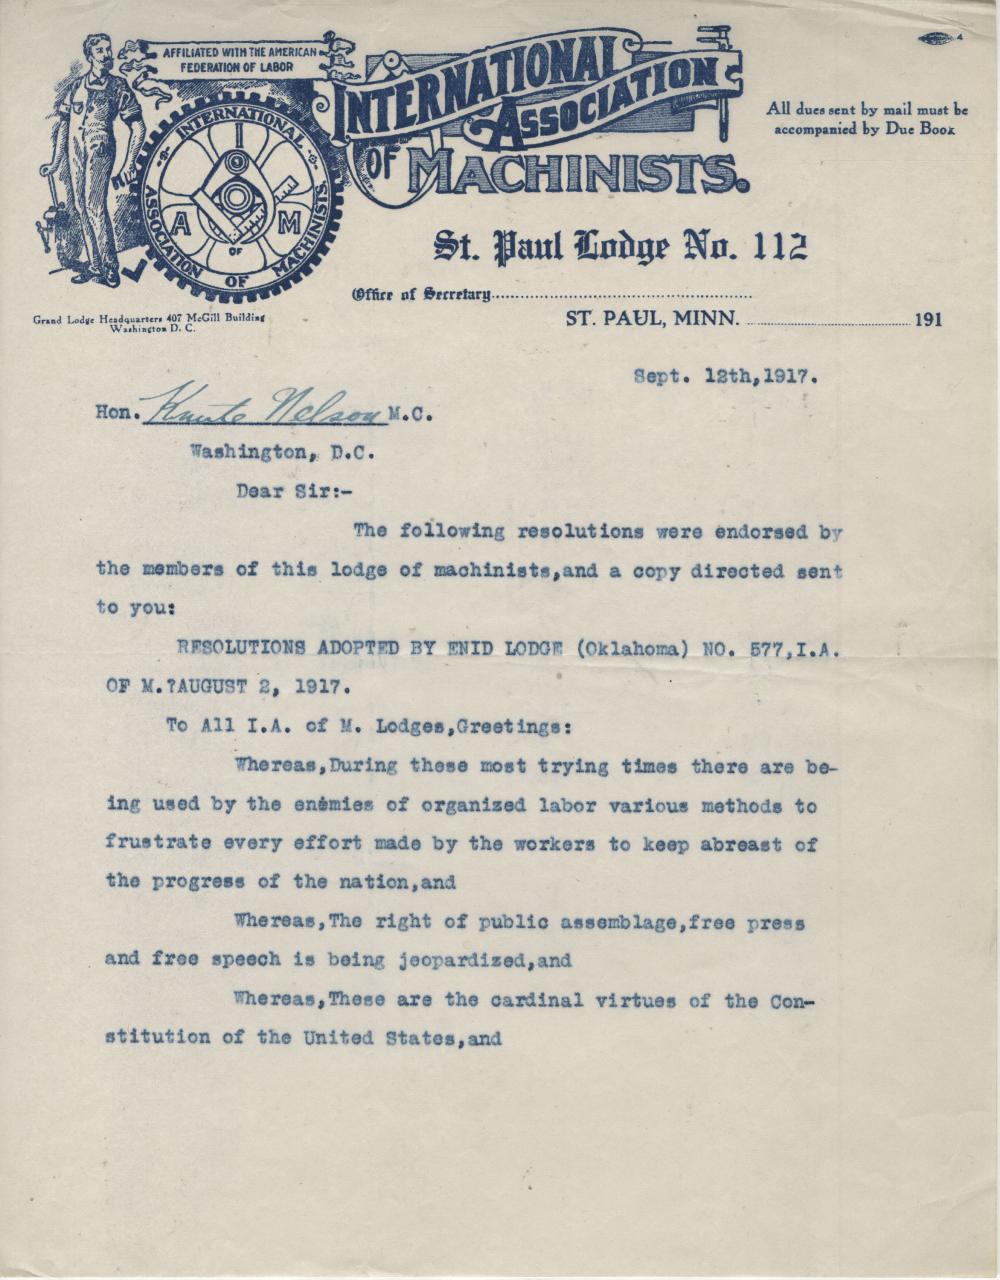 AFFILIATED WITH THE AMERICAN
FEDERATION OF LABOR
INTERNATIONAL
ASSOCIATION
OF MACHINISTS.
INTERNATIONAL
ASSOCIATION OF MACHINISTS.
I
A M
OF
All dues sent by mail must be
accompanied by Due Book
St. Paul Lodge No. 112
Office of Secretary
Grand Lodge Headquarters 407 McGill Building
Washington D. C.
ST. PAUL, MINN. 191
Sept. 12th,1917.
Hon. Knute Nelson M.C.
Washington, D.C.
Dear Sir:-
The following resolutions were endorsed by
the members of this lodge of machinists,and a copy directed sent
to you:
RESOLUTIONS ADOPTED BY ENID LODGE (Oklahoma) NO. 577,I.A.
OF M.?AUGUST 2, 1917.
To All I.A. of M. Lodges,Greetings:
Whereas,During these most trying times there are be-
ing used by the enemies of organized labor various methods to
frustrate every effort made by the workers to keep abreast of
the progress of the nation,and
Whereas,The right of public assemblage,free press
and free speech is being jeopardized,and
Whereas,These are the cardinal virtues of the Con-
stitution of the United States,and